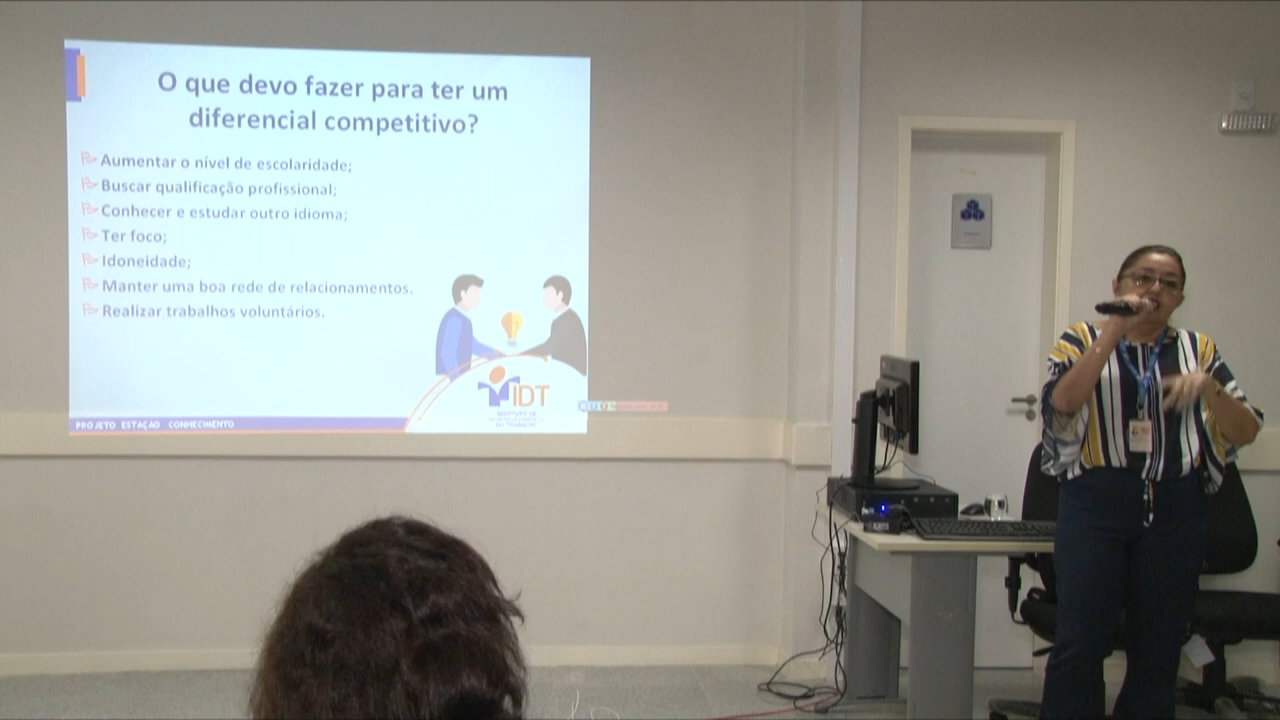 O que devo fazer para ter um
diferencial competitivo?
Aumentar o nível de escolaridade;
Buscar qualificação profissional;
Conhecer e estudar outro idioma;
Ter foco;
Idoneidade;
Manter uma boa rede de relacionamentos.
Realizar trabalhos voluntários.
IDT
PROJETO ESTAÇÃO CONHECIMENTO